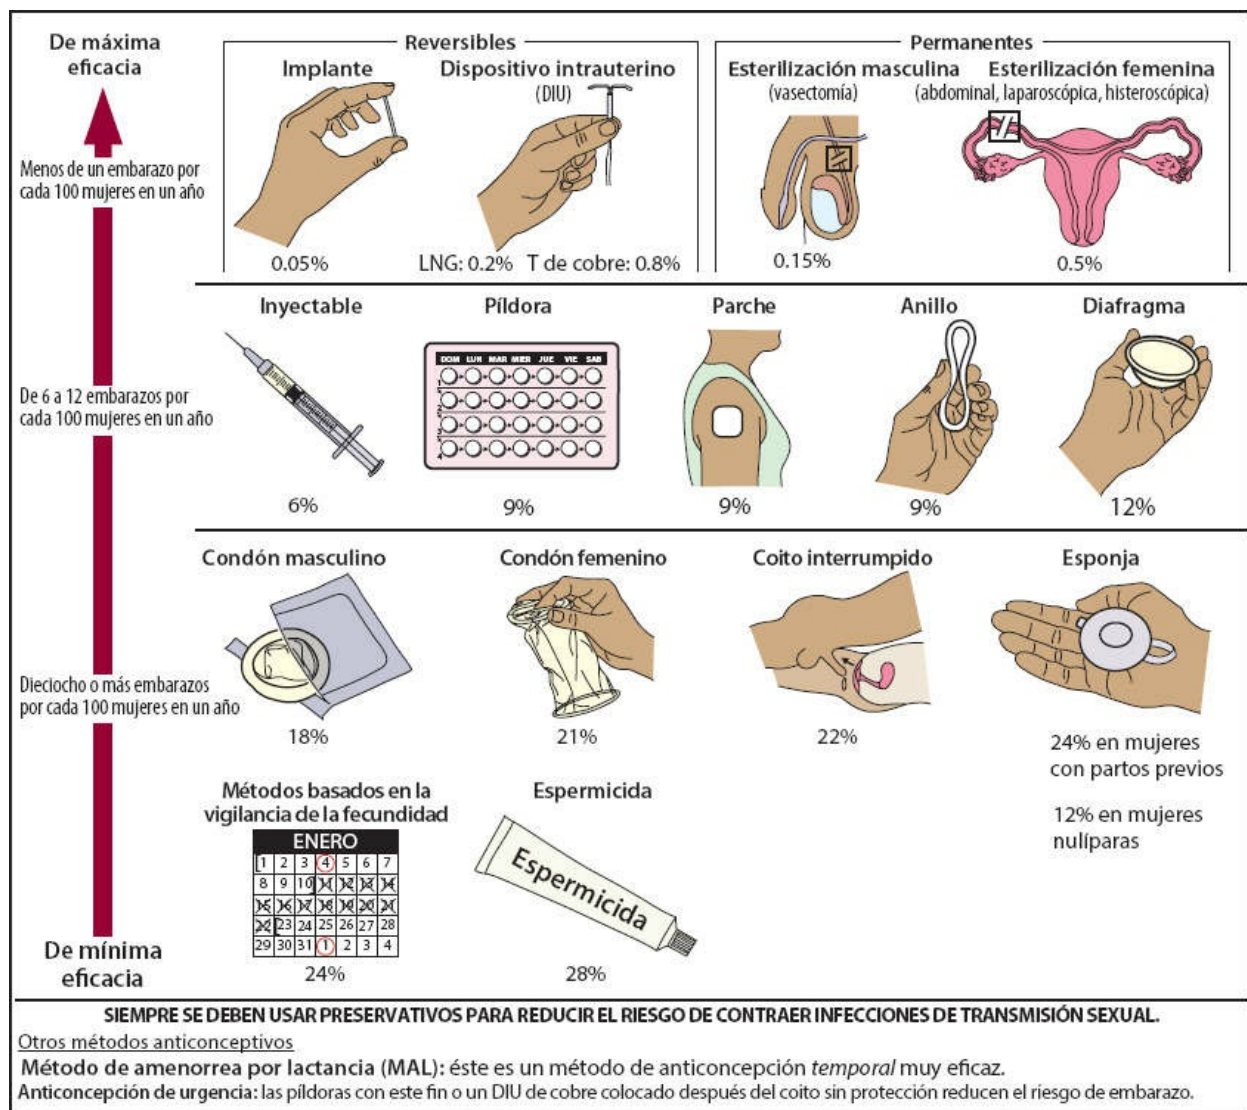 De máxima
eficacia
Reversibles
Permanentes
Implante
Dispositivo intrauterino
(DIU)
Esterilización masculina
(vasectomía)
Esterilización femenina
(abdominal, laparoscópica, histeroscópica)
Menos de un embarazo por
cada 100 mujeres en un año
0.05%
LNG: 0.2% T de cobre: 0.8%
0.15%
0.5%
Inyectable
Píldora
Parche
Anillo
Diafragma
DOM LUN MAR MIER JUE VIE SAB
1
2
3
4
De 6 a 12 embarazos por
cada 100 mujeres en un año
6%
9%
9%
9%
12%
Condón masculino
Condón femenino
Coito interrumpido
Esponja
Dieciocho o más embarazos
por cada 100 mujeres en un año
18%
21%
22%
24% en mujeres
con partos previos
12% en mujeres
nulíparas
Métodos basados en la
vigilancia de la fecundidad
ENERO
1 2 3 4 5 6 7
8 9 10 11 12 13 14
15 16 17 18 19 20 21
22 23 24 25 26 27 28
29 30 31 1 2 3 4
24%
Espermicida
Espermicida
28%
De mínima
eficacia
SIEMPRE SE DEBEN USAR PRESERVATIVOS PARA REDUCIR EL RIESGO DE CONTRAER INFECCIONES DE TRANSMISIÓN SEXUAL.
Otros métodos anticonceptivos
Método de amenorrea por lactancia (MAL): éste es un método de anticoncepción temporal muy eficaz.
Anticoncepción de urgencia: las píldoras con este fin o un DIU de cobre colocado después del coito sin protección reducen el riesgo de embarazo.